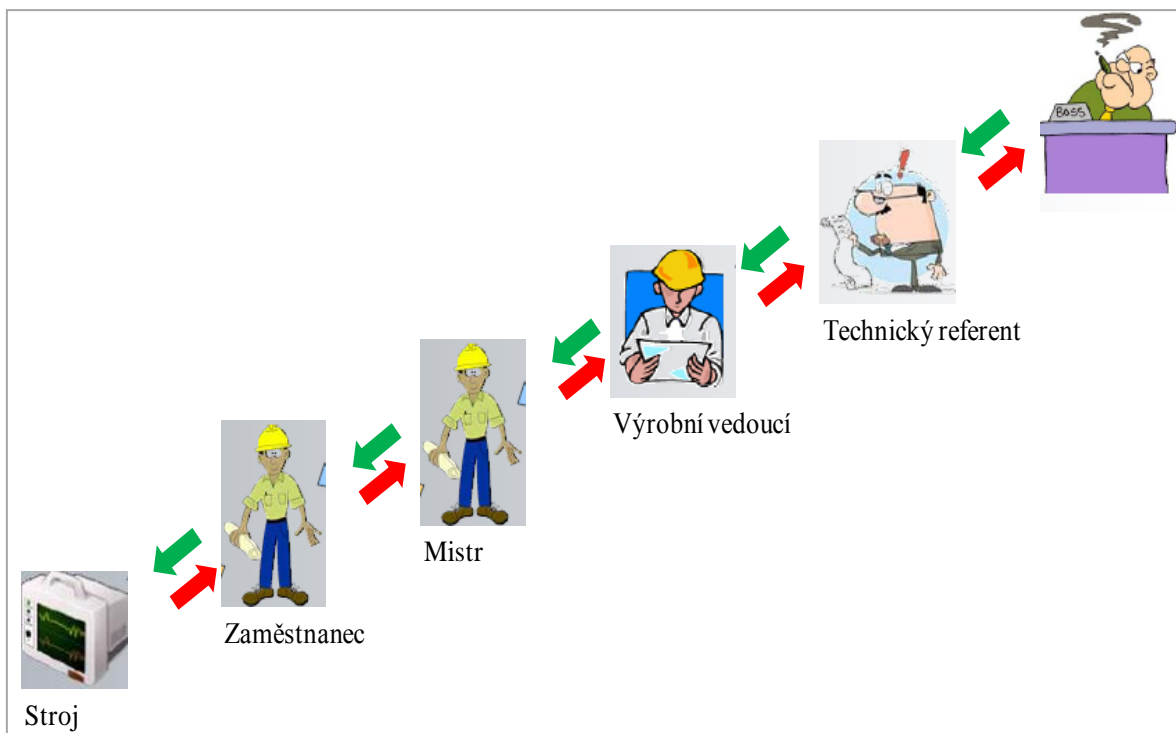 BOSS
Technický referent
Výrobní vedoucí
Mistr
Zaměstnanec
Stroj